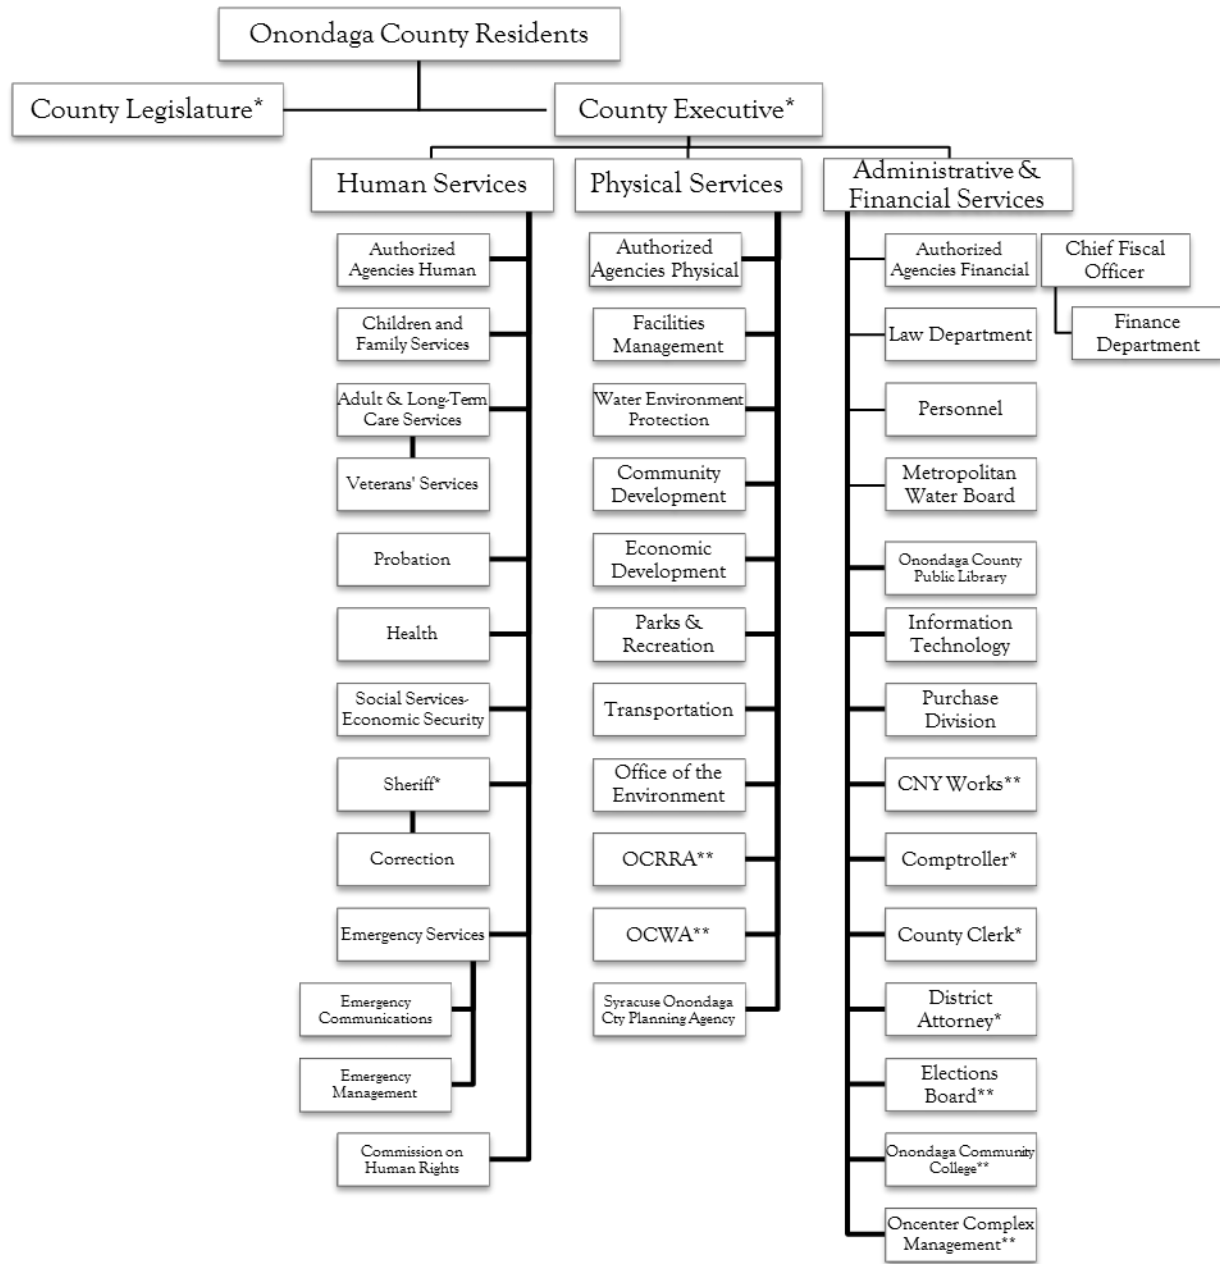 Onondaga County Residents
County Legislature*
County Executive*
Human Services
Physical Services
Administrative &
Financial Services
Authorized
Agencies Human
Children and
Family Services
Adult & Long-Term
Care Services
Veterans' Services
Probation
Health
Social Services-
Economic Security
Sheriff*
Correction
Emergency Services
Emergency
Communications
Emergency
Management
Commission on
Human Rights
Authorized
Agencies Physical
Facilities
Management
Water Environment
Protection
Community
Development
Economic
Development
Parks &
Recreation
Transportation
Office of the
Environment
OCRRA**
OCWA**
Syracuse Onondaga
Cty Planning Agency
Authorized
Agencies Financial
Chief Fiscal
Officer
Finance
Department
Law Department
Personnel
Metropolitan
Water Board
Onondaga County
Public Library
Information
Technology
Purchase
Division
CNY Works**
Comptroller*
County Clerk*
District
Attorney*
Elections
Board**
Onondaga Community
College**
Oncenter Complex
Management**